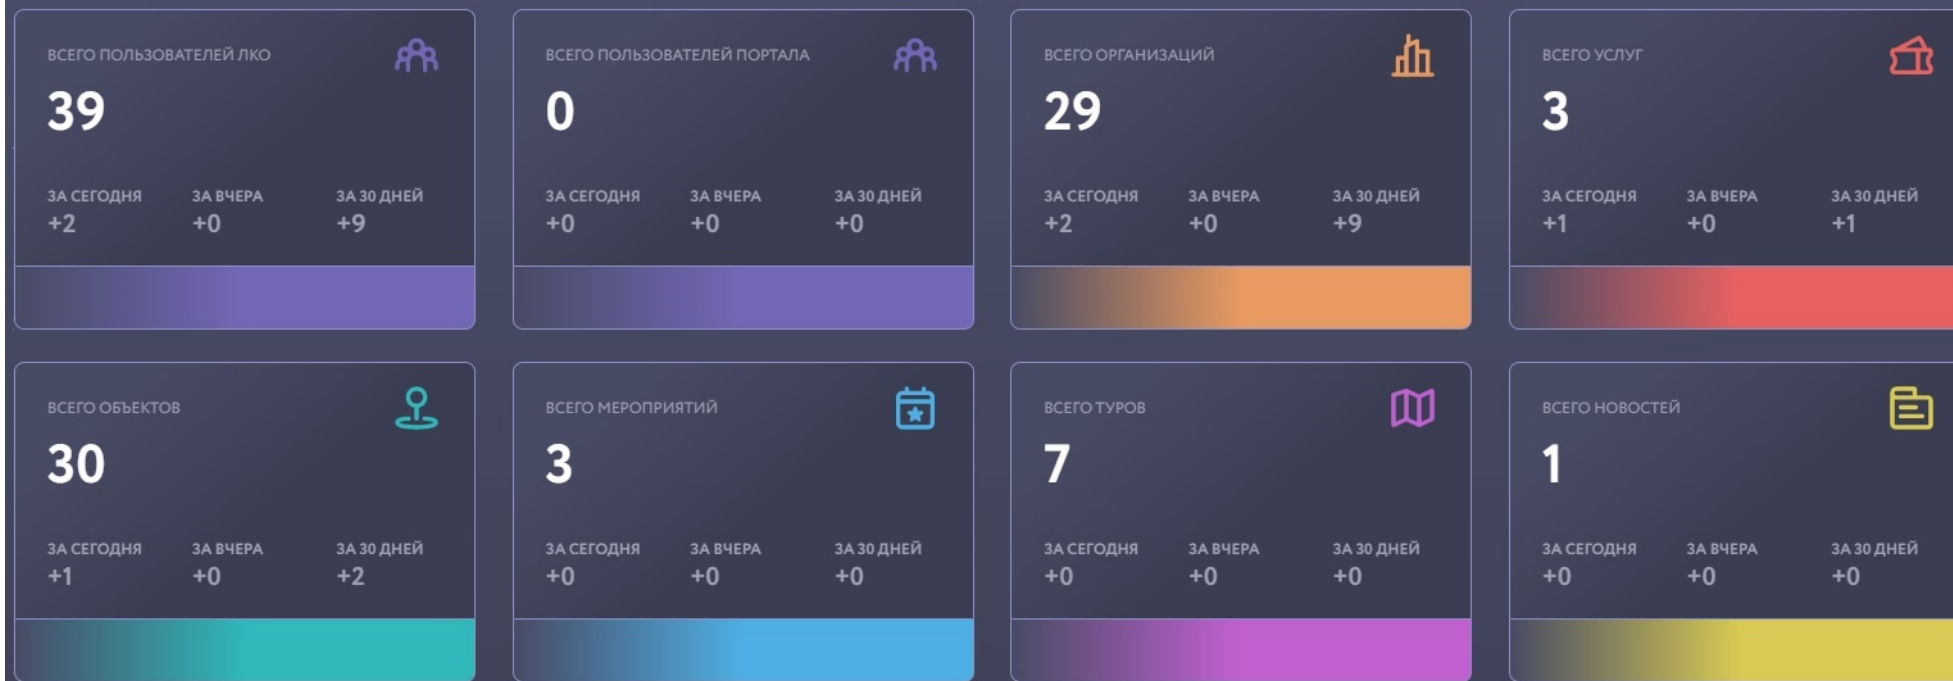 ВСЕГО ПОЛЬЗОВАТЕЛЕЙ ЛКО
39
ЗА СЕГОДНЯ ЗА ВЧЕРА ЗА 30 ДНЕЙ
+2 +0 +9
ВСЕГО ПОЛЬЗОВАТЕЛЕЙ ПОРТАЛА
0
ЗА СЕГОДНЯ ЗА ВЧЕРА ЗА 30 ДНЕЙ
+0 +0 +0
ВСЕГО ОРГАНИЗАЦИЙ
29
ЗА СЕГОДНЯ ЗА ВЧЕРА ЗА 30 ДНЕЙ
+2 +0 +9
ВСЕГО УСЛУГ
3
ЗА СЕГОДНЯ ЗА ВЧЕРА ЗА 30 ДНЕЙ
+1 +0 +1
ВСЕГО ОБЪЕКТОВ
30
ЗА СЕГОДНЯ ЗА ВЧЕРА ЗА 30 ДНЕЙ
+1 +0 +2
ВСЕГО МЕРОПРИЯТИЙ
3
ЗА СЕГОДНЯ ЗА ВЧЕРА ЗА 30 ДНЕЙ
+0 +0 +0
ВСЕГО ТУРОВ
7
ЗА СЕГОДНЯ ЗА ВЧЕРА ЗА 30 ДНЕЙ
+0 +0 +0
ВСЕГО НОВОСТЕЙ
1
ЗА СЕГОДНЯ ЗА ВЧЕРА ЗА 30 ДНЕЙ
+0 +0 +0